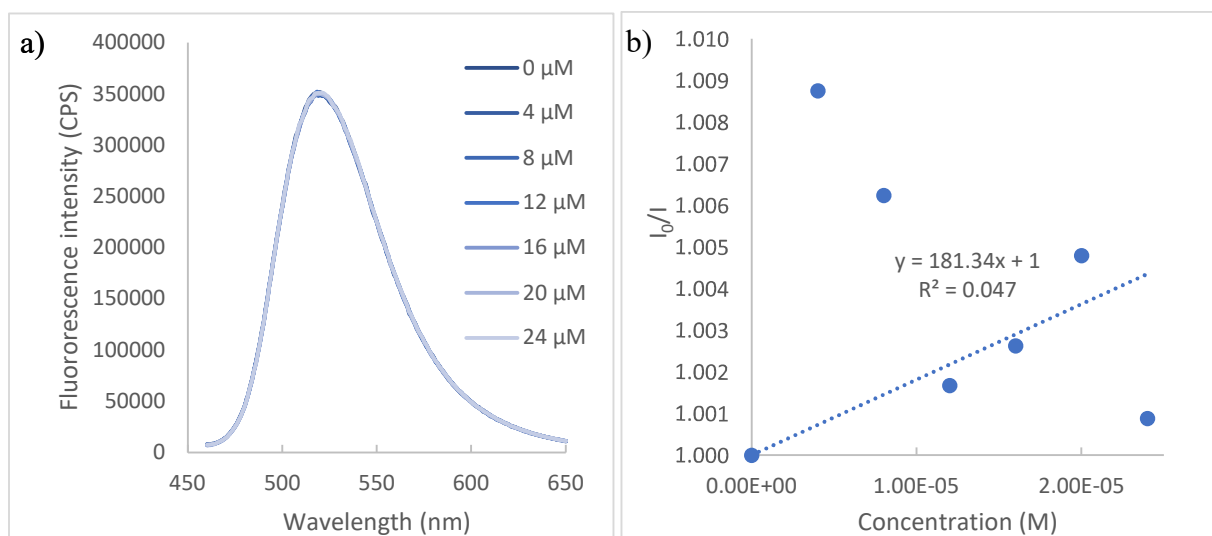 a)
Fluororescence intensity (CPS)
400000
350000
300000
250000
200000
150000
100000
50000
0
450
500
550
600
650
Wavelength (nm)
0 μM
4 μM
8 μM
12 μM
16 μM
20 μM
24 μM
b)
I₀/I
1.010
1.009
1.008
1.007
1.006
1.005
1.004
1.003
1.002
1.001
1.000
y = 181.34x + 1
R² = 0.047
0.00E+00
1.00E-05
2.00E-05
Concentration (M)